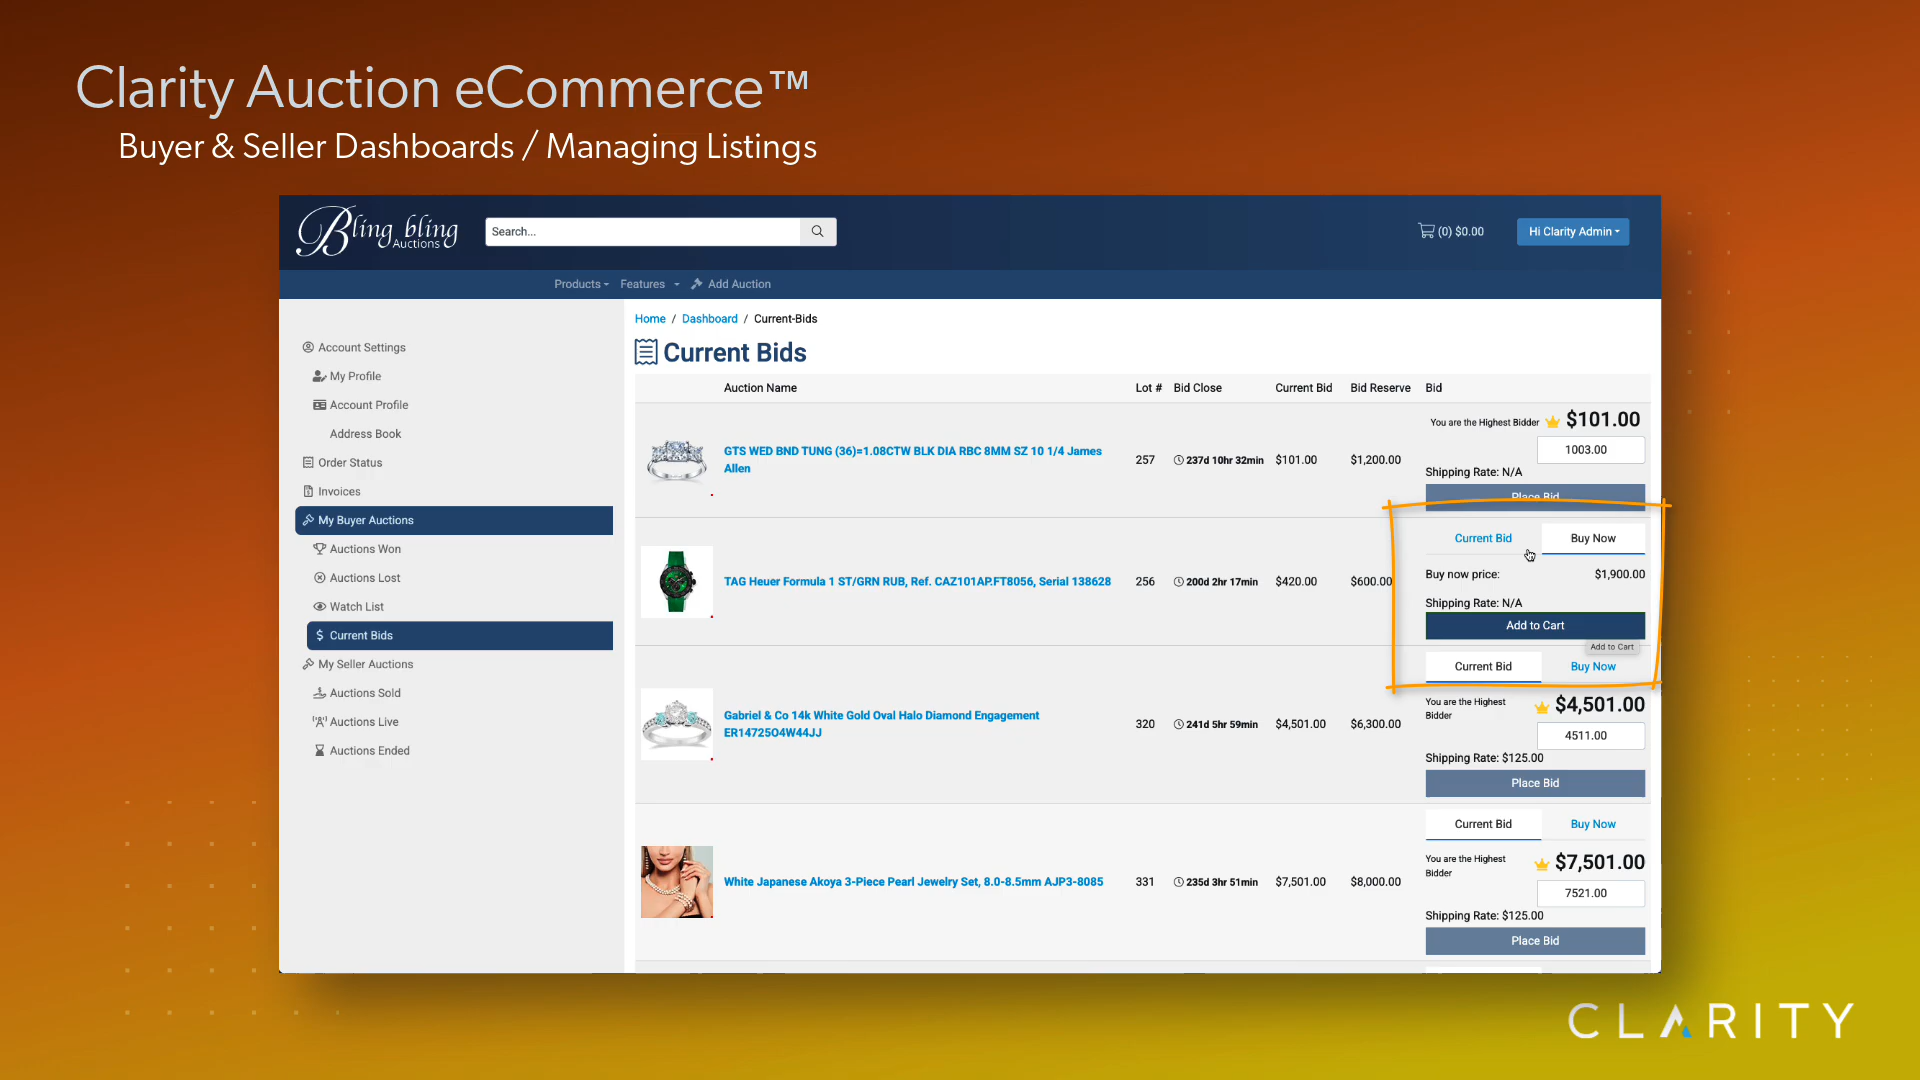 Clarity Auction eCommerce™
Buyer & Seller Dashboards / Managing Listings
Bling bling
Auctions
Search...
(0) $0.00
Hi Clarity Admin
Products
Features
Add Auction
Account Settings
My Profile
Account Profile
Address Book
Order Status
Invoices
My Buyer Auctions
Auctions Won
Auctions Lost
Watch List
Current Bids
My Seller Auctions
Auctions Sold
Auctions Live
Auctions Ended
Home / Dashboard / Current-Bids
Current Bids
Auction Name Lot # Bid Close Current Bid Bid Reserve Bid
GTS WED BND TUNG (36)=1.08CTW BLK DIA RBC 8MM SZ 10 1/4 James
Allen
257 237d 10hr 32min $101.00 $1,200.00
You are the Highest Bidder $101.00
1003.00
Shipping Rate: N/A
Place Bid
TAG Heuer Formula 1 ST/GRN RUB, Ref. CAZ101AP.FT8056, Serial 138628
256 200d 2hr 17min $420.00 $600.00
Current Bid Buy Now
Buy now price: $1,900.00
Shipping Rate: N/A
Add to Cart
Add to Cart
Gabriel & Co 14k White Gold Oval Halo Diamond Engagement
ER14725O4W44JJ
320 241d 5hr 59min $4,501.00 $6,300.00
Current Bid Buy Now
You are the Highest
Bidder
$4,501.00
4511.00
Shipping Rate: $125.00
Place Bid
White Japanese Akoya 3-Piece Pearl Jewelry Set, 8.0-8.5mm AJP3-8085
331 235d 3hr 51min $7,501.00 $8,000.00
Current Bid Buy Now
You are the Highest
Bidder
$7,501.00
7521.00
Shipping Rate: $125.00
Place Bid
CLARITY